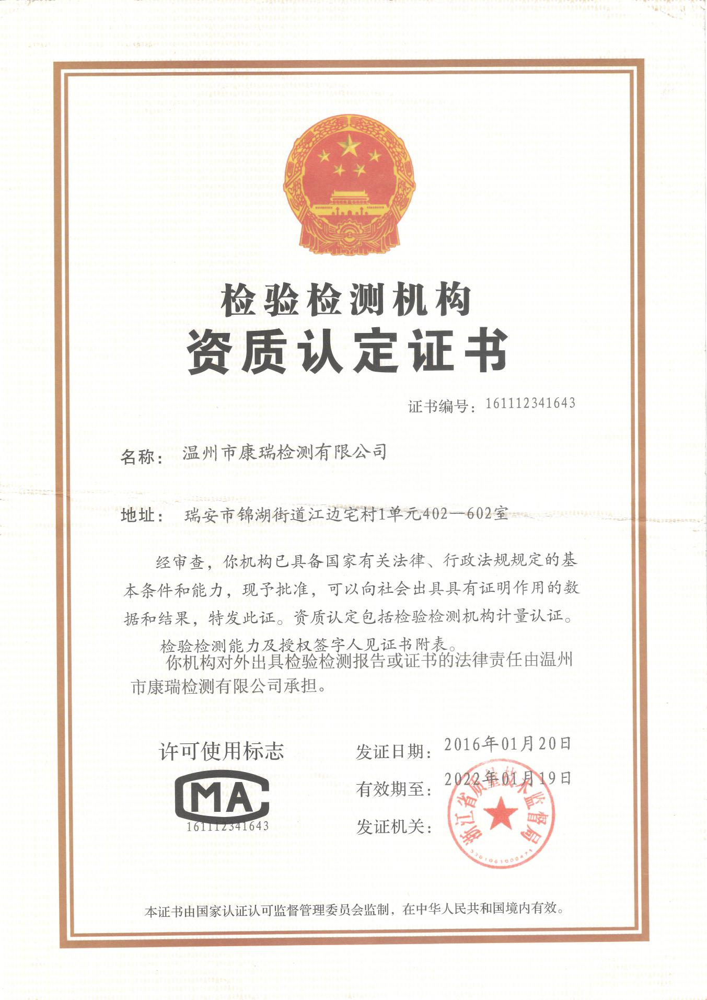 检验检测机构
资质认定证书
证书编号：161112341643
名称：温州市康瑞检测有限公司
地址：瑞安市锦湖街道江边宅村1单元402—602室
经审查，你机构已具备国家有关法律、行政法规规定的基
本条件和能力，现予批准，可以向社会出具具有证明作用的数
据和结果，特发此证。资质认定包括检验检测机构计量认证。
检验检测能力及授权签字人见证书附表。
你机构对外出具检验检测报告或证书的法律责任由温州
市康瑞检测有限公司承担。
许可使用标志
MA
161112341643
发证日期：2016年01月20日
有效期至：2022年01月19日
发证机关：
浙江省质量技术监督局
3301061000471
本证书由国家认证认可监督管理委员会监制，在中华人民共和国境内有效。